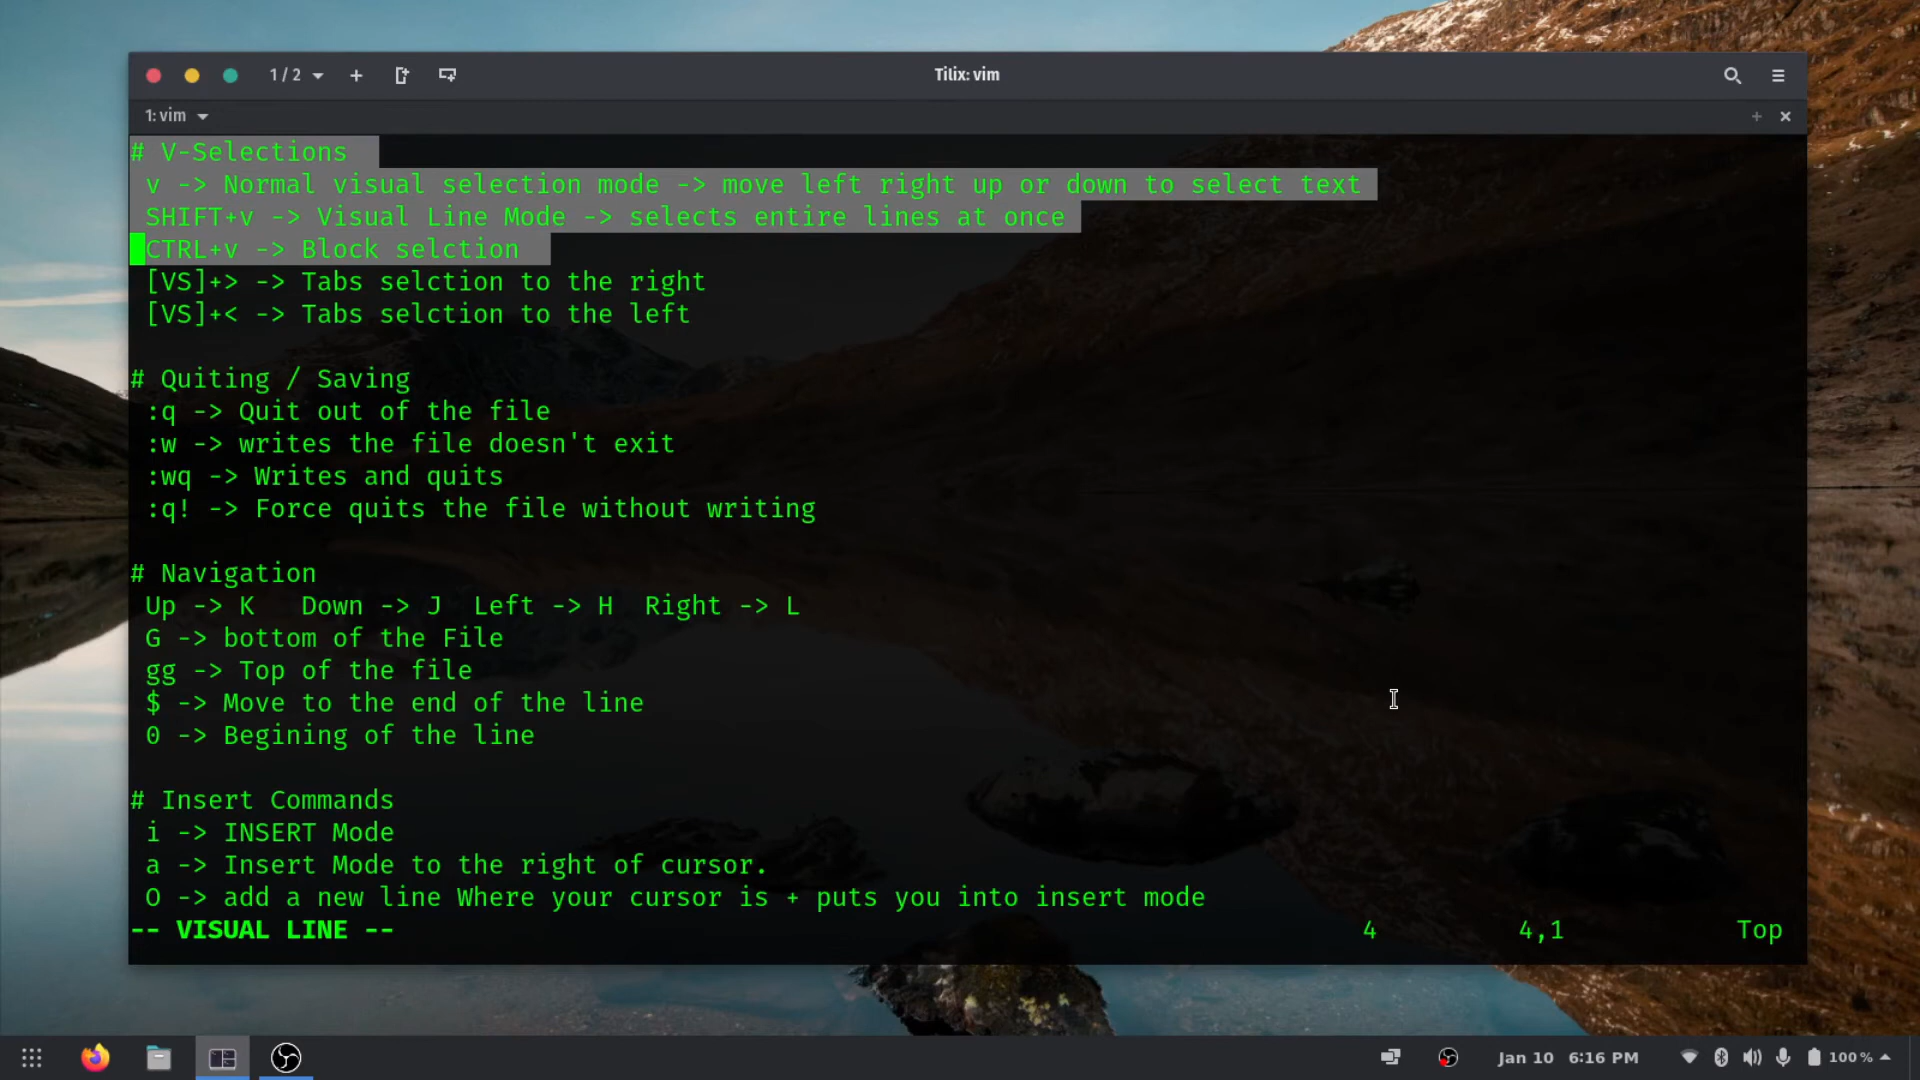 1 / 2
Tilix: vim
1: vim
# V-Selections
v -> Normal visual selection mode -> move left right up or down to select text
SHIFT+v -> Visual Line Mode -> selects entire lines at once
CTRL+v -> Block selction
[VS]+> -> Tabs selction to the right
[VS]+< -> Tabs selction to the left
# Quiting / Saving
:q -> Quit out of the file
:w -> writes the file doesn't exit
:wq -> Writes and quits
:q! -> Force quits the file without writing
# Navigation
Up -> K   Down -> J  Left -> H  Right -> L
G -> bottom of the File
gg -> Top of the file
$ -> Move to the end of the line
0 -> Begining of the line
# Insert Commands
i -> INSERT Mode
a -> Insert Mode to the right of cursor.
O -> add a new line Where your cursor is + puts you into insert mode
-- VISUAL LINE -- 4 4,1 Top
Jan 10 6:16 PM 100 %